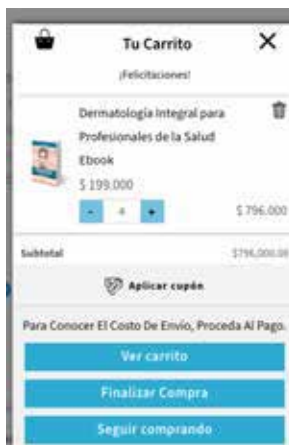 Tu Carrito
¡Felicitaciones!
Dermatología Integral para
Profesionales de la Salud
Ebook
$ 199.000
- 4 +
$ 796.000
Subtotal
$796,000.00
Aplicar cupón
Para Conocer El Costo De Envío, Proceda Al Pago.
Ver carrito
Finalizar Compra
Seguir comprando